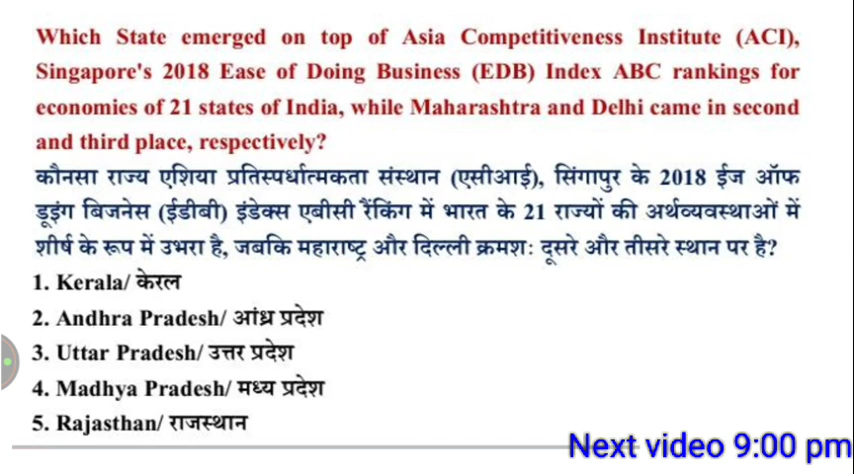 Which State emerged on top of Asia Competitiveness Institute (ACI),
Singapore's 2018 Ease of Doing Business (EDB) Index ABC rankings for
economies of 21 states of India, while Maharashtra and Delhi came in second
and third place, respectively?
कौनसा राज्य एशिया प्रतिस्पर्धात्मकता संस्थान (एसीआई), सिंगापुर के 2018 ईज ऑफ
डूइंग बिजनेस (ईडीबी) इंडेक्स एबीसी रैंकिंग में भारत के 21 राज्यों की अर्थव्यवस्थाओं में
शीर्ष के रूप में उभरा है, जबकि महाराष्ट्र और दिल्ली क्रमश: दूसरे और तीसरे स्थान पर है?
1. Kerala/ केरल
2. Andhra Pradesh/ आंध्र प्रदेश
3. Uttar Pradesh/ उत्तर प्रदेश
4. Madhya Pradesh/ मध्य प्रदेश
5. Rajasthan/ राजस्थान
Next video 9:00 pm